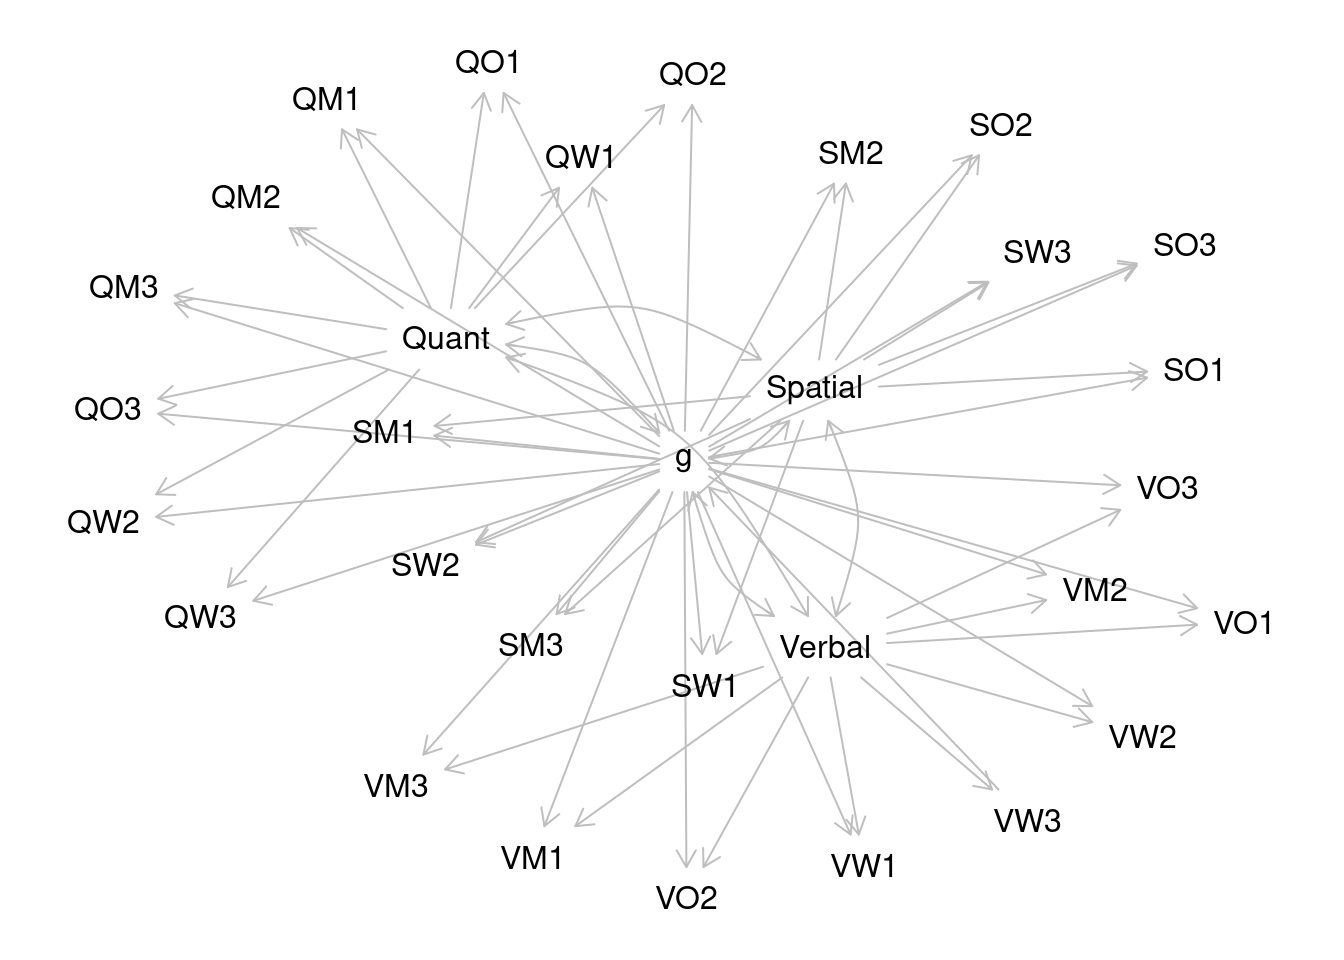 QO1
QO2
QM1
SO2
SM2
QW1
QM2
SO3
SW3
QM3
Quant
SO1
Spatial
QO3
SM1
g
VO3
QW2
SW2
VM2
QW3
VO1
SM3
Verbal
SW1
VW2
VM3
VW3
VM1
VW1
VO2